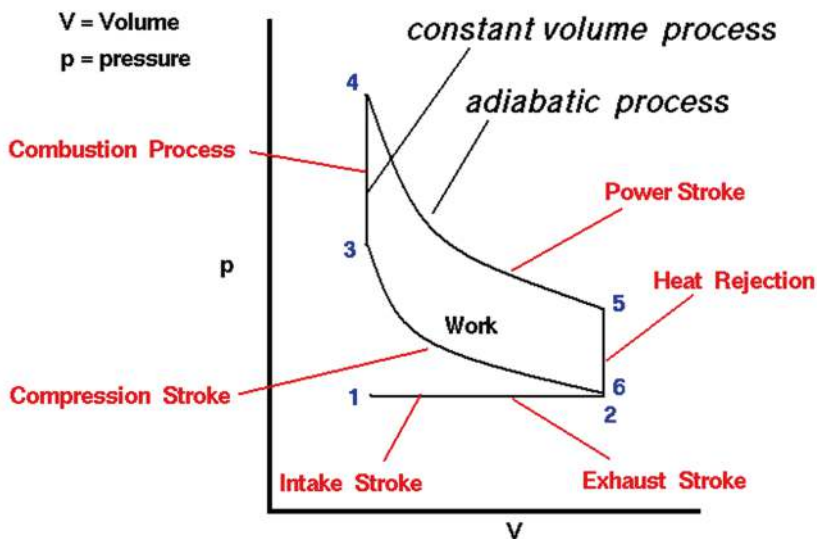 V = Volume
p = pressure
constant volume process
4
adiabatic process
Combustion Process
Power Stroke
3
p
Heat Rejection
5
Work
Compression Stroke
1
6
2
Intake Stroke
Exhaust Stroke
V